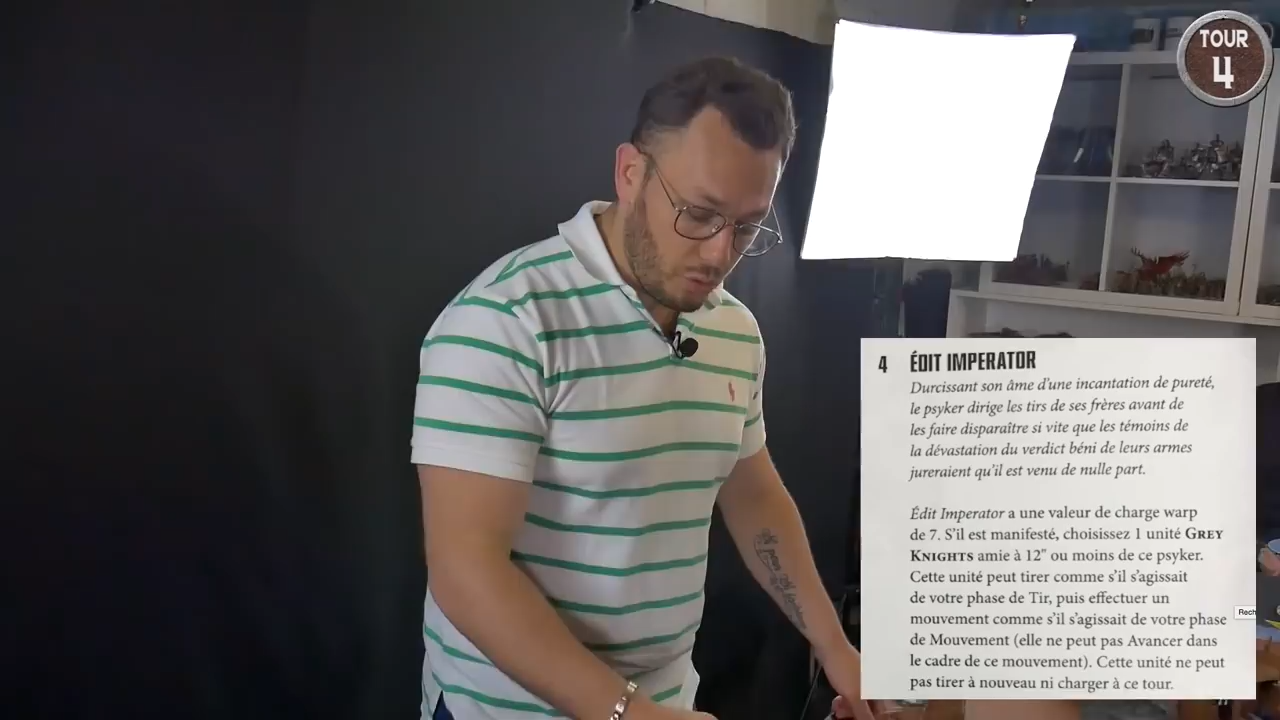 TOUR
4
4 ÉDIT IMPERATOR
Durcissant son âme d'une incantation de pureté,
le psyker dirige les tirs de ses frères avant de
les faire disparaître si vite que les témoins de
la dévastation du verdict béni de leurs armes
jureraient qu'il est venu de nulle part.
Édit Imperator a une valeur de charge warp
de 7. S'il est manifesté, choisissez 1 unité GREY
KNIGHTS amie à 12" ou moins de ce psyker.
Cette unité peut tirer comme s'il s'agissait
de votre phase de Tir, puis effectuer un
mouvement comme s'il s'agissait de votre phase
de Mouvement (elle ne peut pas Avancer dans
le cadre de ce mouvement). Cette unité ne peut
pas tirer à nouveau ni charger à ce tour.
Rech